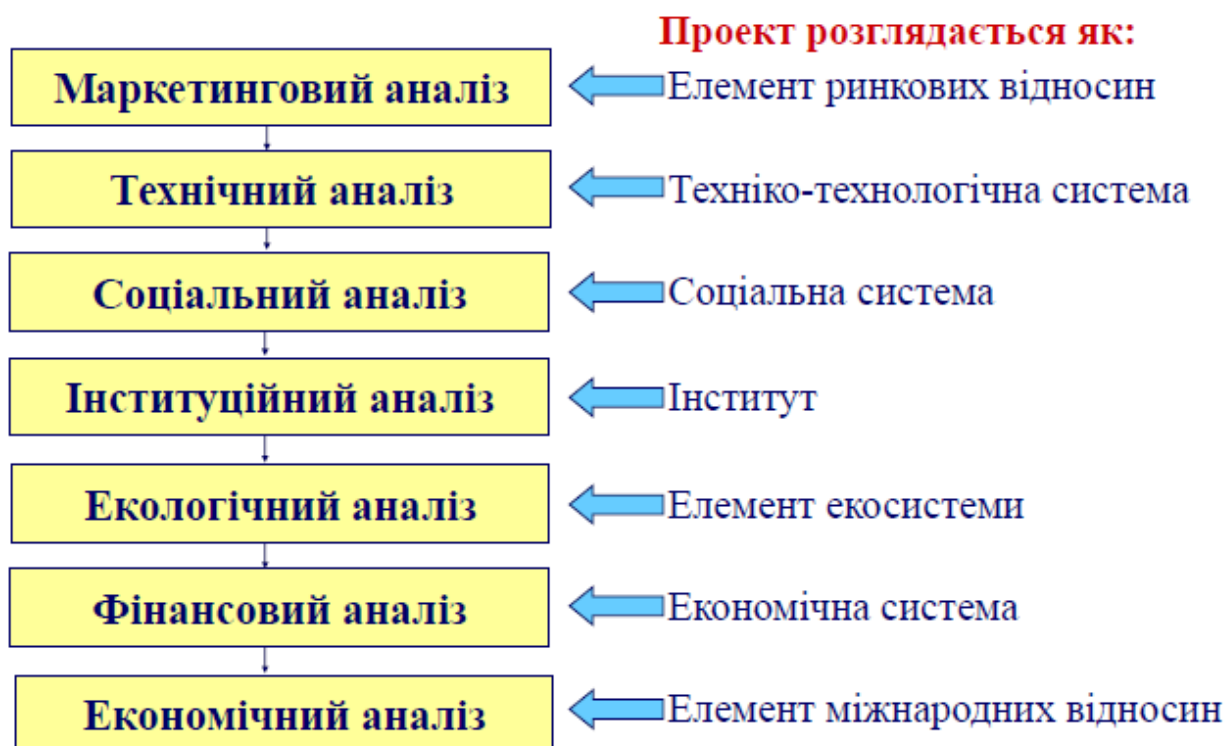 Проект розглядається як:
Маркетинговий аналіз
Елемент ринкових відносин
Технічний аналіз
Техніко-технологічна система
Соціальний аналіз
Соціальна система
Інституційний аналіз
Інститут
Екологічний аналіз
Елемент екосистеми
Фінансовий аналіз
Економічна система
Економічний аналіз
Елемент міжнародних відносин